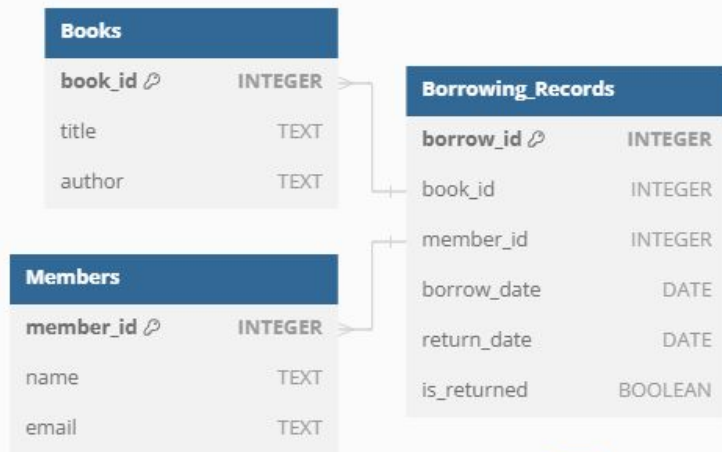 Books
book_id INTEGER
title TEXT
author TEXT
Members
member_id INTEGER
name TEXT
email TEXT
Borrowing_Records
borrow_id INTEGER
book_id INTEGER
member_id INTEGER
borrow_date DATE
return_date DATE
is_returned BOOLEAN